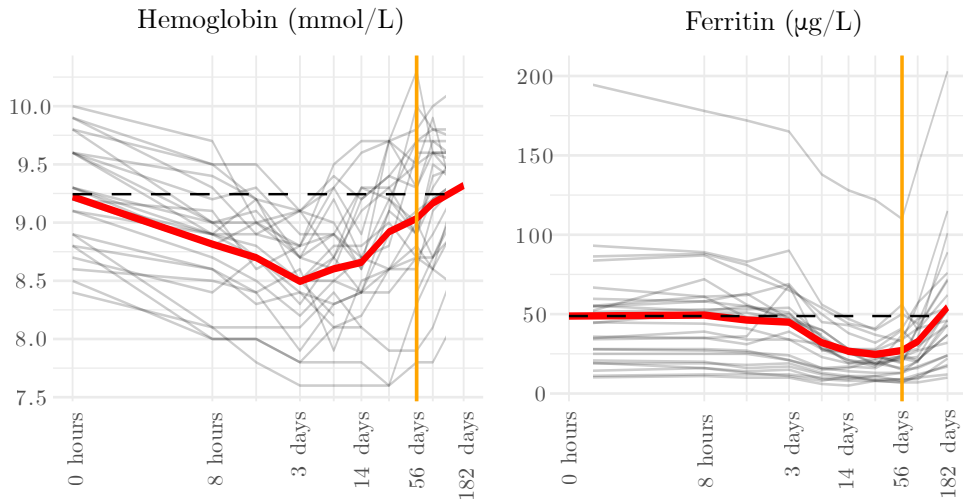 Hemoglobin (mmol/L)
10.0
9.5
9.0
8.5
8.0
7.5
0 hours
8 hours
3 days
14 days
56 days
182 days
Ferritin (µg/L)
200
150
100
50
0
0 hours
8 hours
3 days
14 days
56 days
182 days